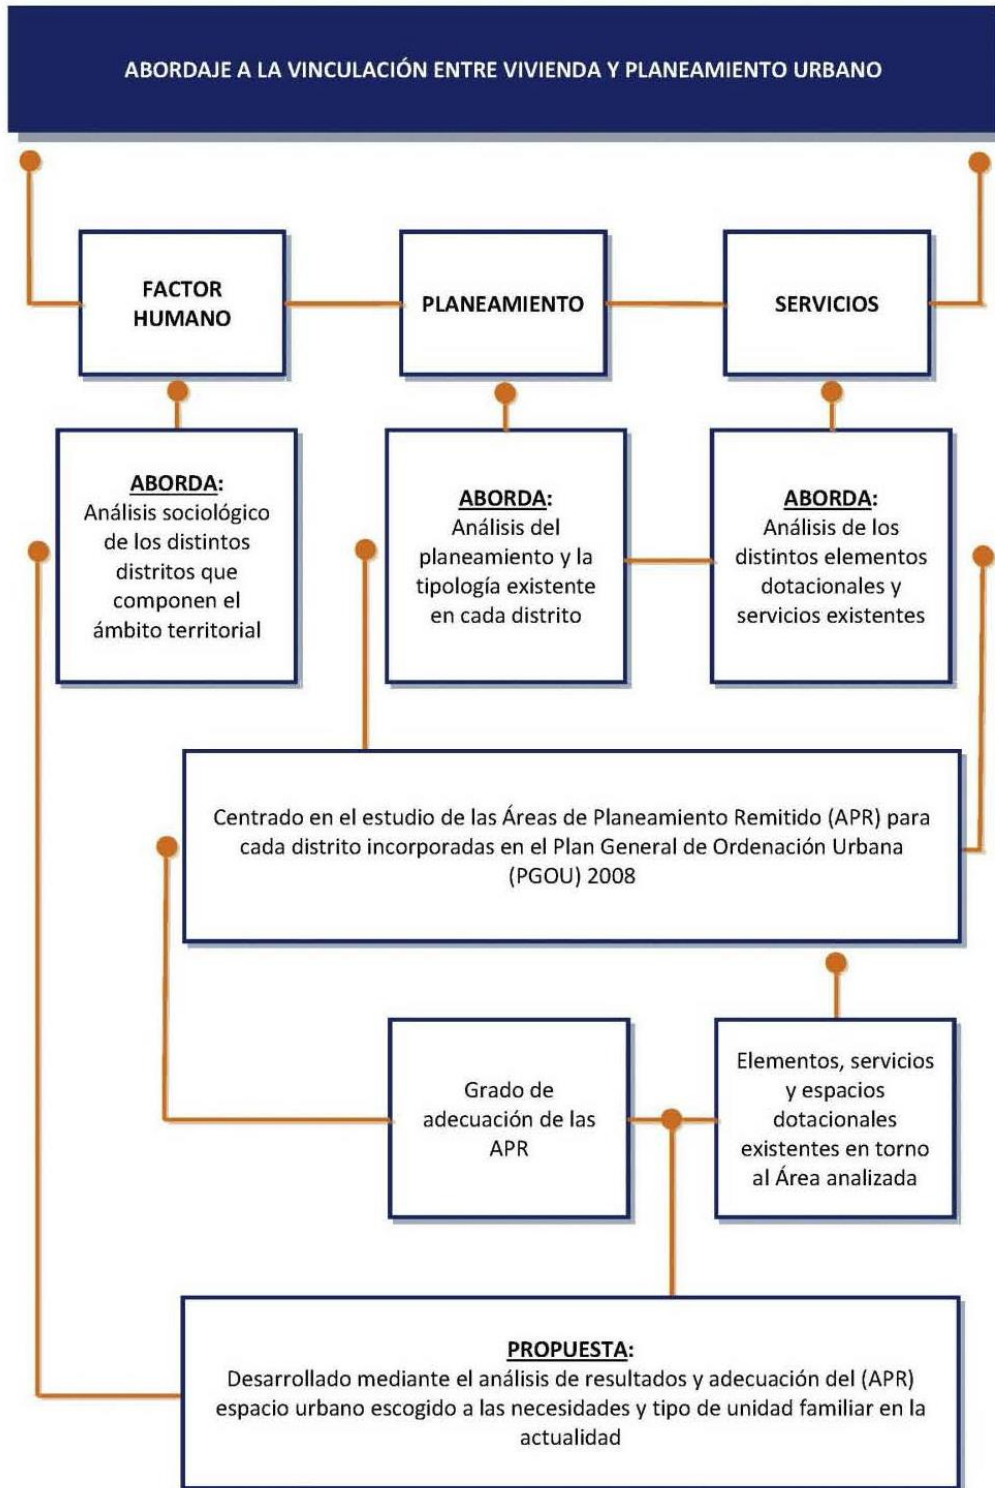 ABORDAJE A LA VINCULACIÓN ENTRE VIVIENDA Y PLANEAMIENTO URBANO
FACTOR
HUMANO
PLANEAMIENTO
SERVICIOS
ABORDA:
Análisis sociológico
de los distintos
distritos que
componen el
ámbito territorial
ABORDA:
Análisis del
planeamiento y la
tipología existente
en cada distrito
ABORDA:
Análisis de los
distintos elementos
dotacionales y
servicios existentes
Centrado en el estudio de las Áreas de Planeamiento Remitido (APR) para
cada distrito incorporadas en el Plan General de Ordenación Urbana
(PGOU) 2008
Grado de
adecuación de las
APR
Elementos, servicios
y espacios
dotacionales
existentes en torno
al Área analizada
PROPUESTA:
Desarrollado mediante el análisis de resultados y adecuación del (APR)
espacio urbano escogido a las necesidades y tipo de unidad familiar en la
actualidad